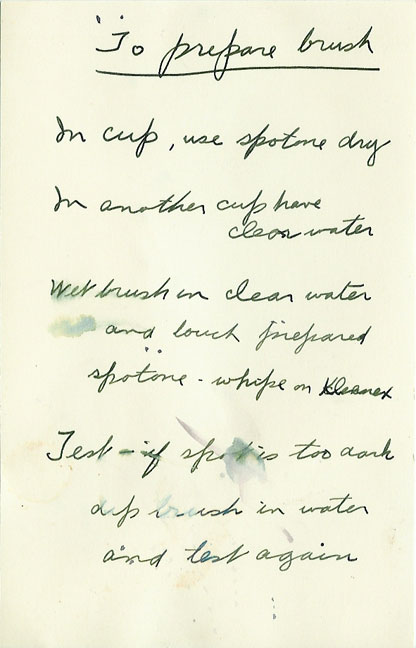 To prepare brush
In cup, use spotone dry
In another cup have
clean water
Wet brush in clear water
and touch prepared
spotone - whipe on Kleenex
Test - if spot is too dark
dip brush in water
and test again